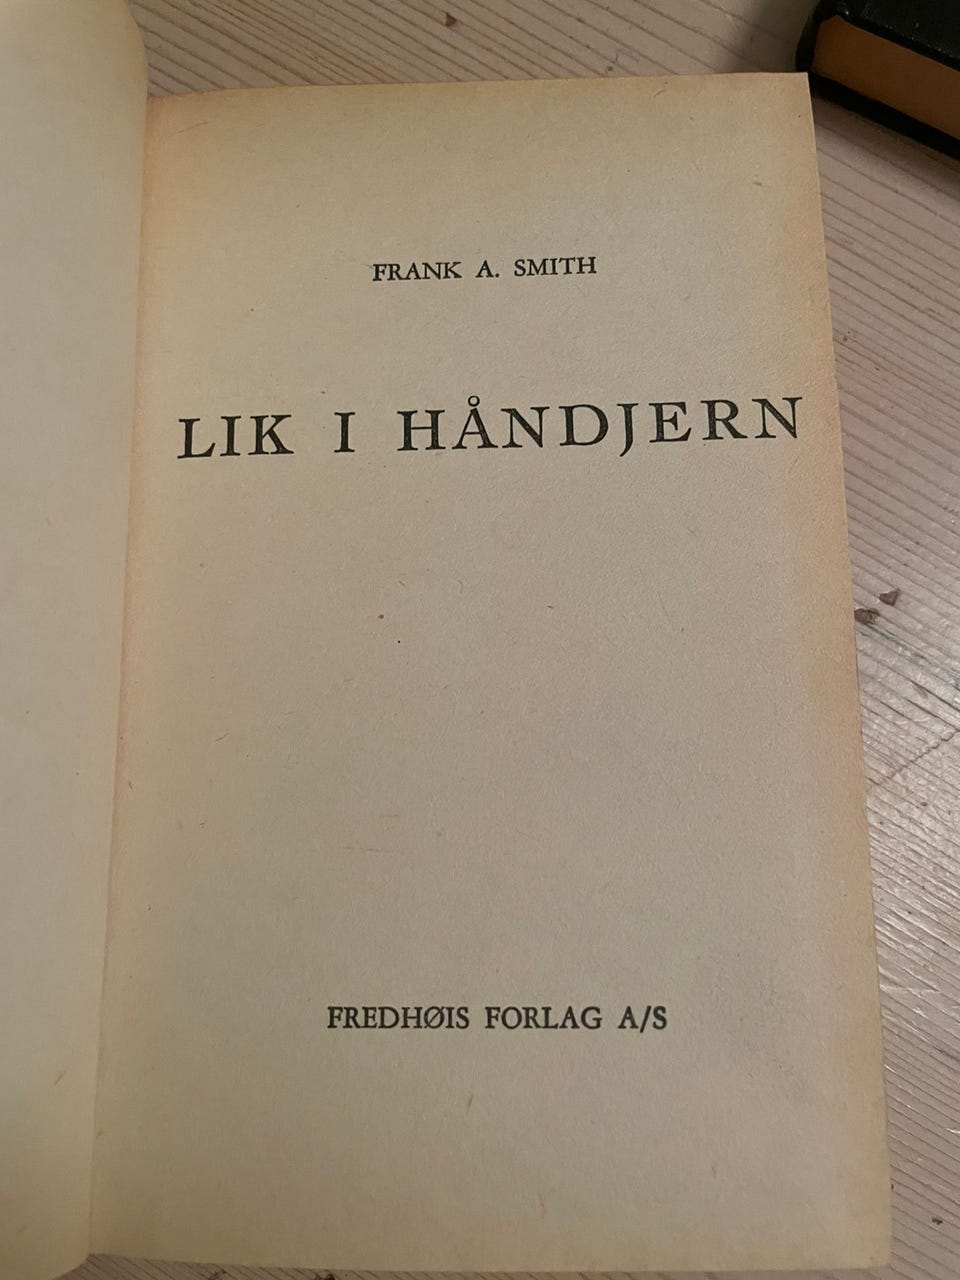 FRANK A. SMITH
LIK I HÅNDJERN
FREDHØIS FORLAG A/S